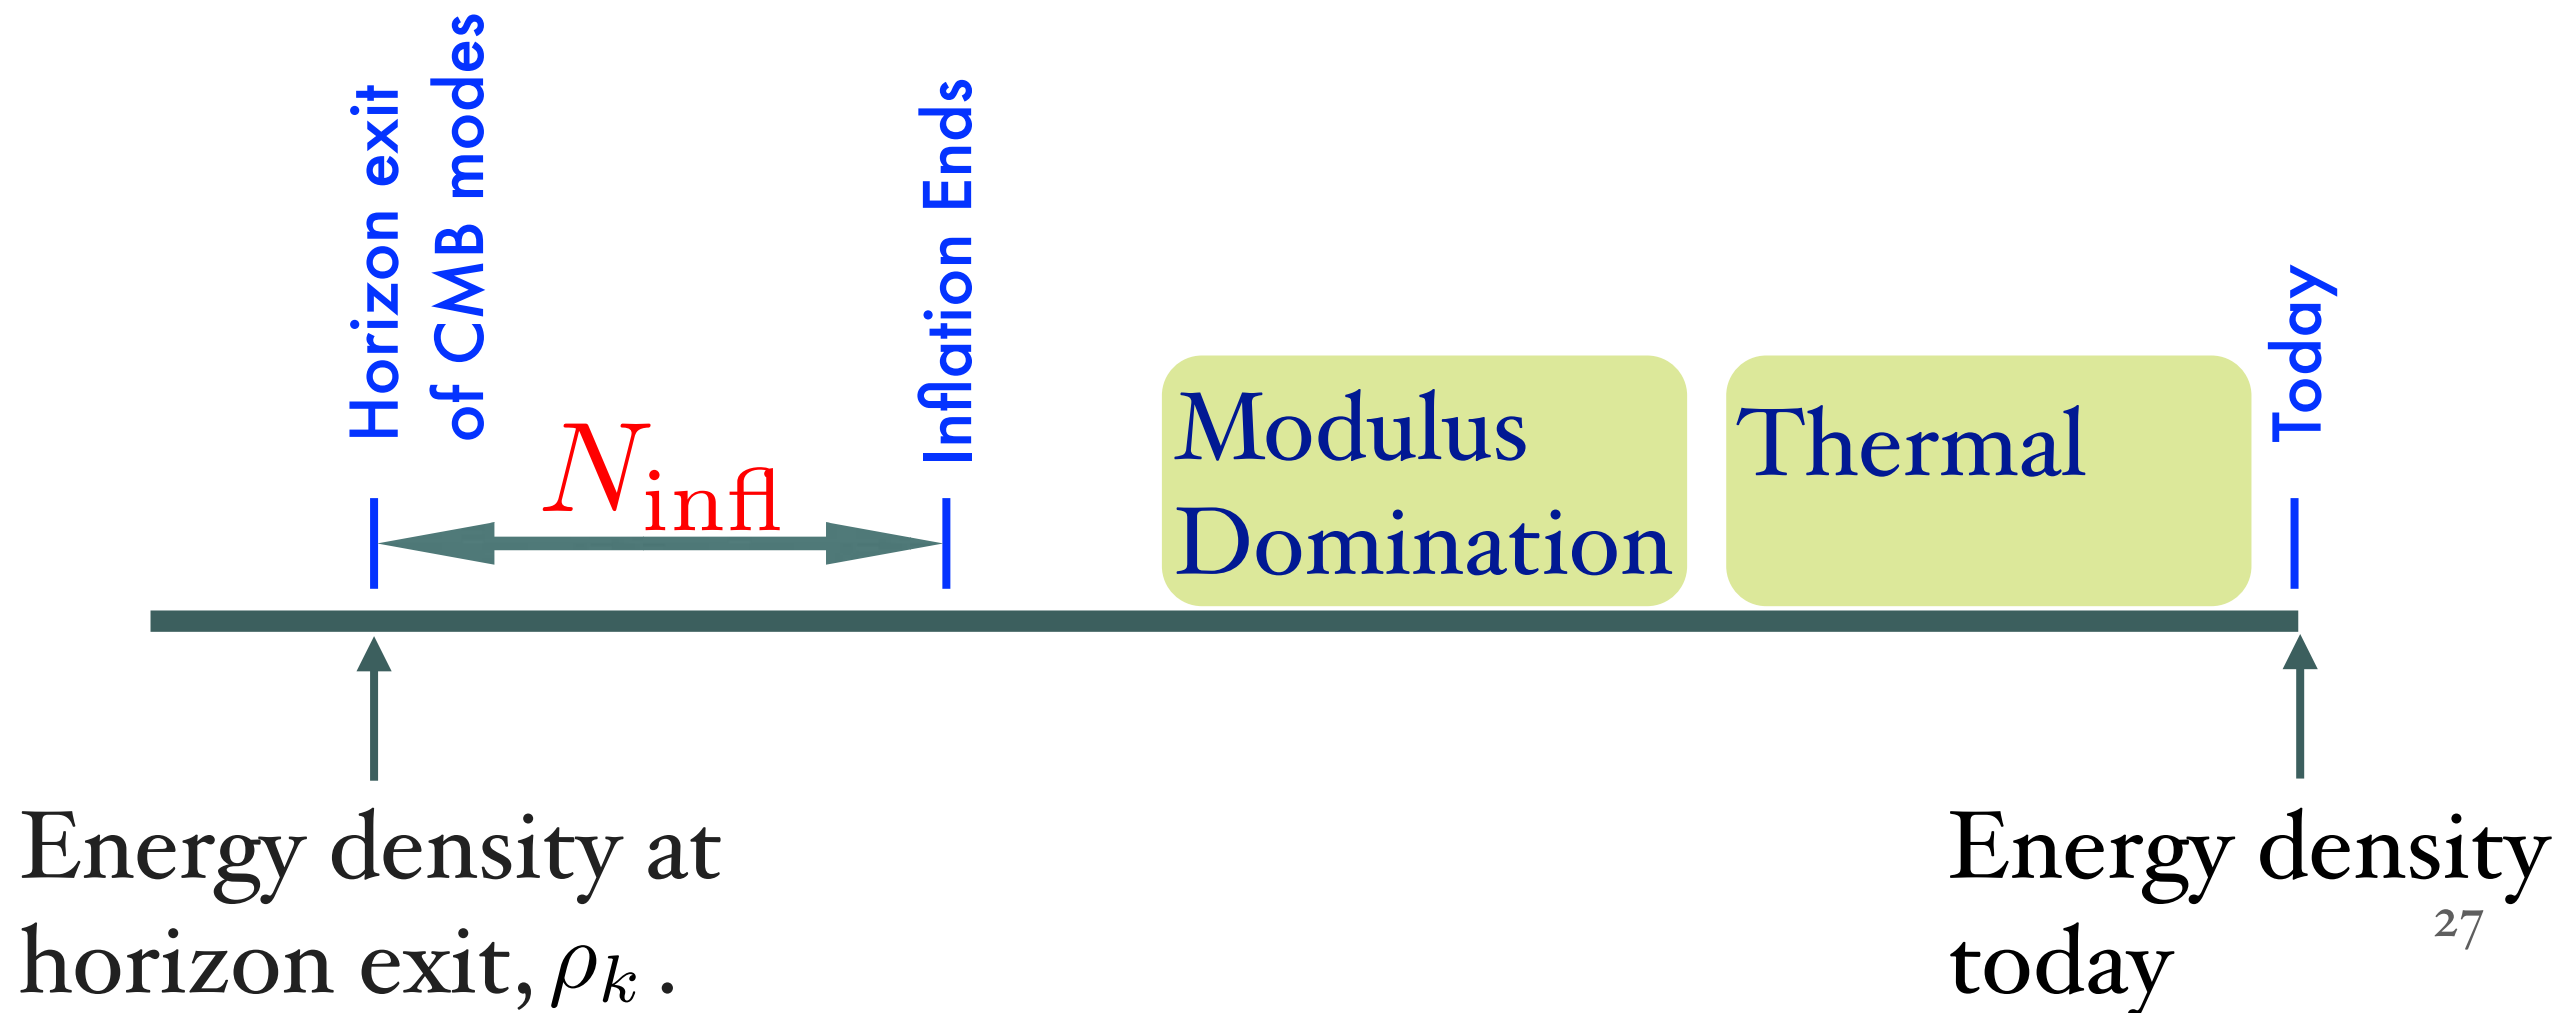 Horizon exit
of CMB modes
Inflation Ends
Today
N_infl
Modulus
Domination
Thermal
Energy density at
horizon exit, ρ_k .
Energy density
today
27